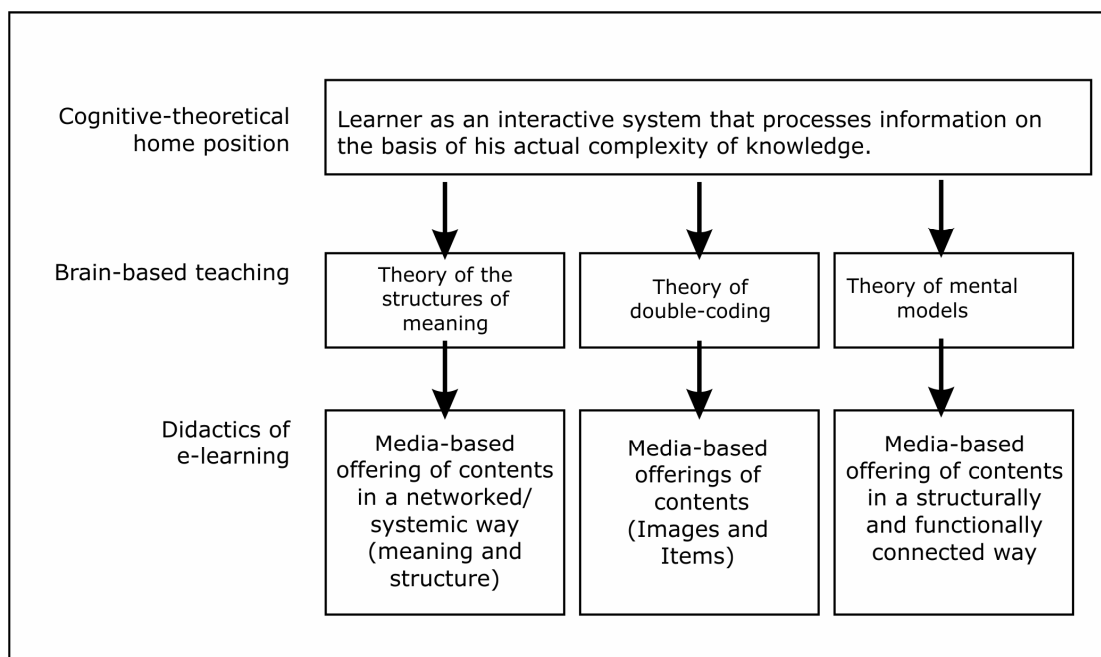 Cognitive-theoretical
home position
Learner as an interactive system that processes information on
the basis of his actual complexity of knowledge.
Brain-based teaching
Theory of the
structures of
meaning
Theory of
double-coding
Theory of mental
models
Didactics of
e-learning
Media-based
offering of contents
in a networked/
systemic way
(meaning and
structure)
Media-based
offerings of
contents
(Images and
Items)
Media-based
offering of contents
in a structurally
and functionally
connected way